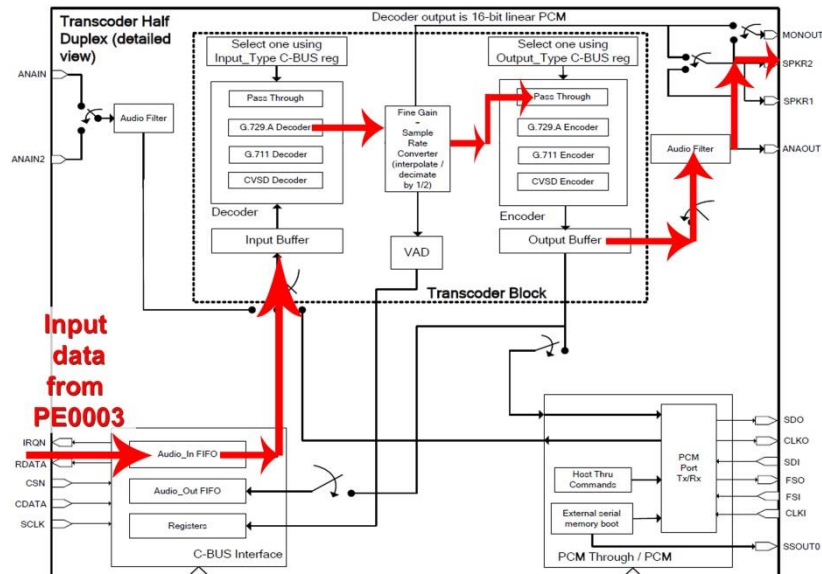 Transcoder Half
Duplex (detailed
view)
Decoder output is 16-bit linear PCM
Select one using
Input_Type C-BUS reg
Select one using
Output_Type C-BUS reg
MONOUT
SPKR2
SPKR1
ANAOUT
ANAIN
ANAIN2
Audio Filter
Pass Through
G.729.A Decoder
G.711 Decoder
CVSD Decoder
Decoder
Input Buffer
Fine Gain
-
Sample
Rate
Converter
(interpolate /
decimate
by 1/2)
VAD
Pass Through
G.729.A Encoder
G.711 Encoder
CVSD Encoder
Encoder
Output Buffer
Audio Filter
Transcoder Block
Input
data
from
PE0003
IRQN
RDATA
CSN
CDATA
SCLK
Audio_In FIFO
Audio_Out FIFO
Registers
C-BUS Interface
Host Thru
Commands
External serial
memory boot
PCM
Port
Tx/Rx
PCM Through / PCM
SDO
CLKO
SDI
FSO
FSI
CLKI
SSOUT0